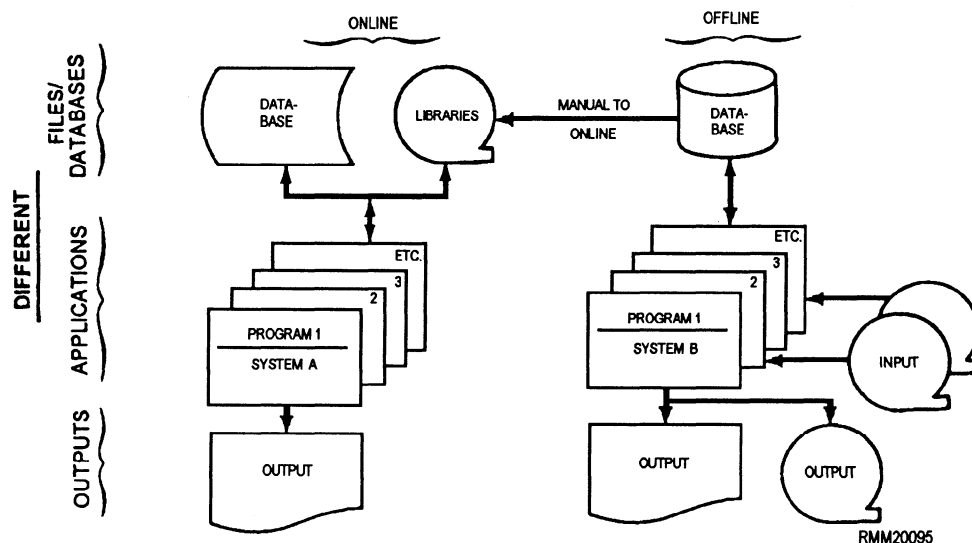 ONLINE
OFFLINE
DIFFERENT
FILES/
DATABASES
DATA-
BASE
LIBRARIES
MANUAL TO
ONLINE
DATA-
BASE
APPLICATIONS
ETC.
3
2
PROGRAM 1
SYSTEM A
ETC.
3
2
PROGRAM 1
SYSTEM B
INPUT
OUTPUTS
OUTPUT
OUTPUT
OUTPUT
RMM20095